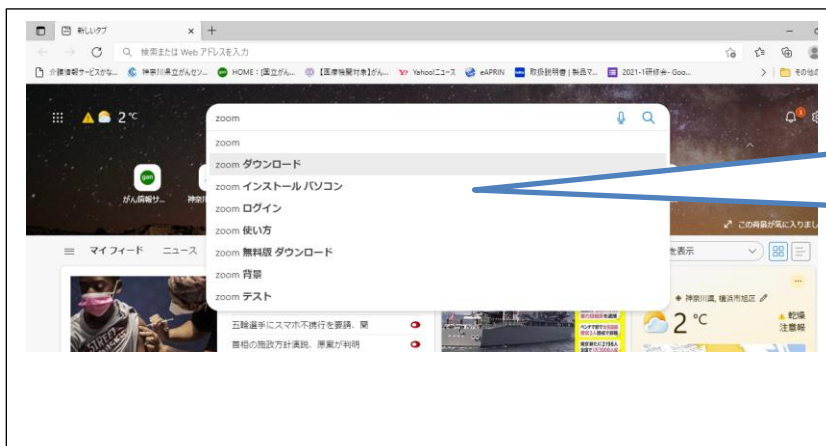 新しいタブ
検索または Web アドレスを入力
介護情報サービスかな...
神奈川県立がんセン...
HOME：[国立がん...
【医療機関対象】がん...
Yahoo!ニュース
eAPRIN
取扱説明書 | 製品マ...
2021-1研修会- Goo...
その他の
2 ℃
zoom
3
zoom
zoom ダウンロード
zoom インストール パソコン
zoom ログイン
zoom 使い方
zoom 無料版 ダウンロード
zoom 背景
zoom テスト
gan
がん情報サ...
神奈川
この背景が気に入りまし
マイフィード
ニュース
を表示
五輪選手にスマホ不携行を要請、蘭
首相の施政方針演説、原案が判明
神奈川県, 横浜市旭区
2 ℃
乾燥
注意報